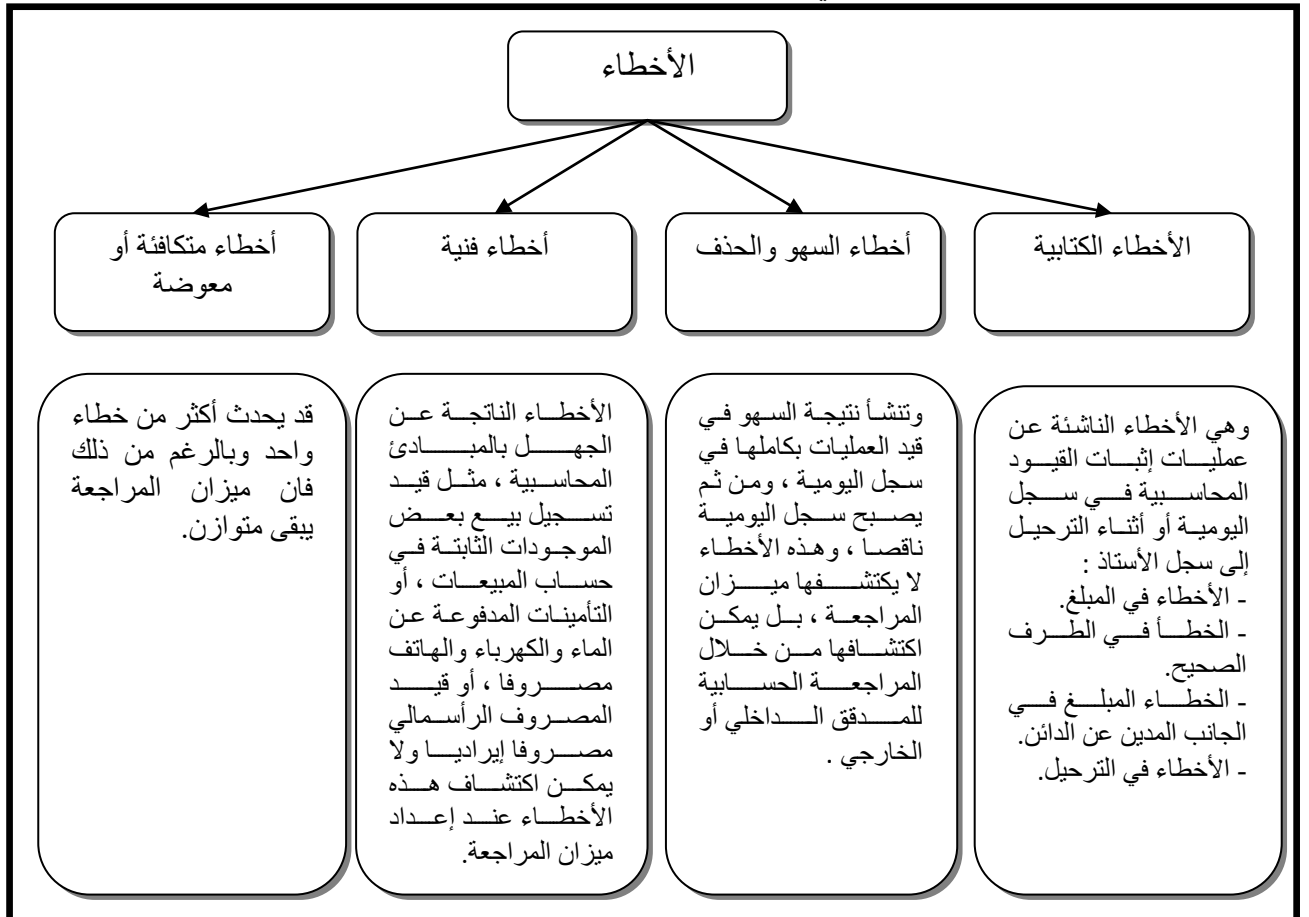 الأخطاء
الأخطاء الكتابية
أخطاء السهو والحذف
أخطاء فنية
أخطاء متكافئة أو
معوضة
وهي الأخطاء الناشئة عن
عمليات إثبات القيود
المحاسبية في سجل
اليومية أو أثناء الترحيل
إلى سجل الأستاذ :
- الأخطاء في المبلغ.
- الخطأ في الطرف
الصحيح.
- الخطاء المبلغ في
الجانب المدين عن الدائن.
- الأخطاء في الترحيل.
وتنشأ نتيجة السهو في
قيد العمليات بكاملها في
سجل اليومية ، ومن ثم
يصبح سجل اليومية
ناقصا ، وهذه الأخطاء
لا يكتشفها ميزان
المراجعة ، بل يمكن
اكتشافها من خلال
المراجعة الحسابية
للمدقق الداخلي أو
الخارجي .
الأخطاء الناتجة عن
الجهل بالمبادئ
المحاسبية ، مثل قيد
تسجيل بيع بعض
الموجودات الثابتة في
حساب المبيعات ، أو
التأمينات المدفوعة عن
الماء والكهرباء والهاتف
مصروفا ، أو قيد
المصروف الرأسمالي
مصروفا إيراديا ولا
يمكن اكتشاف هذه
الأخطاء عند إعداد
ميزان المراجعة.
قد يحدث أكثر من خطاء
واحد وبالرغم من ذلك
فان ميزان المراجعة
يبقى متوازن.